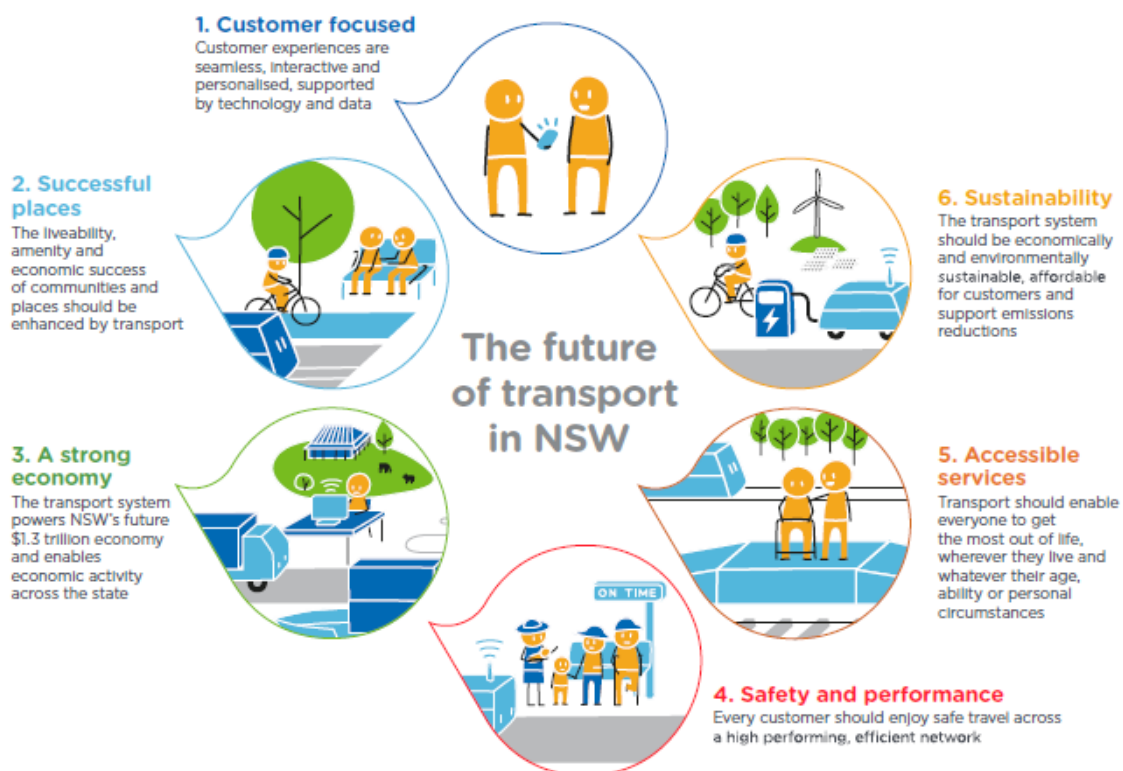 1. Customer focused
Customer experiences are
seamless, interactive and
personalised, supported
by technology and data
2. Successful
places
The liveability,
amenity and
economic success
of communities and
places should be
enhanced by transport
3. A strong
economy
The transport system
powers NSW's future
$1.3 trillion economy
and enables
economic activity
across the state
The future
of transport
in NSW
ON TIME
4. Safety and performance
Every customer should enjoy safe travel across
a high performing, efficient network
5. Accessible
services
Transport should enable
everyone to get
the most out of life,
wherever they live and
whatever their age,
ability or personal
circumstances
6. Sustainability
The transport system
should be economically
and environmentally
sustainable, affordable
for customers and
support emissions
reductions